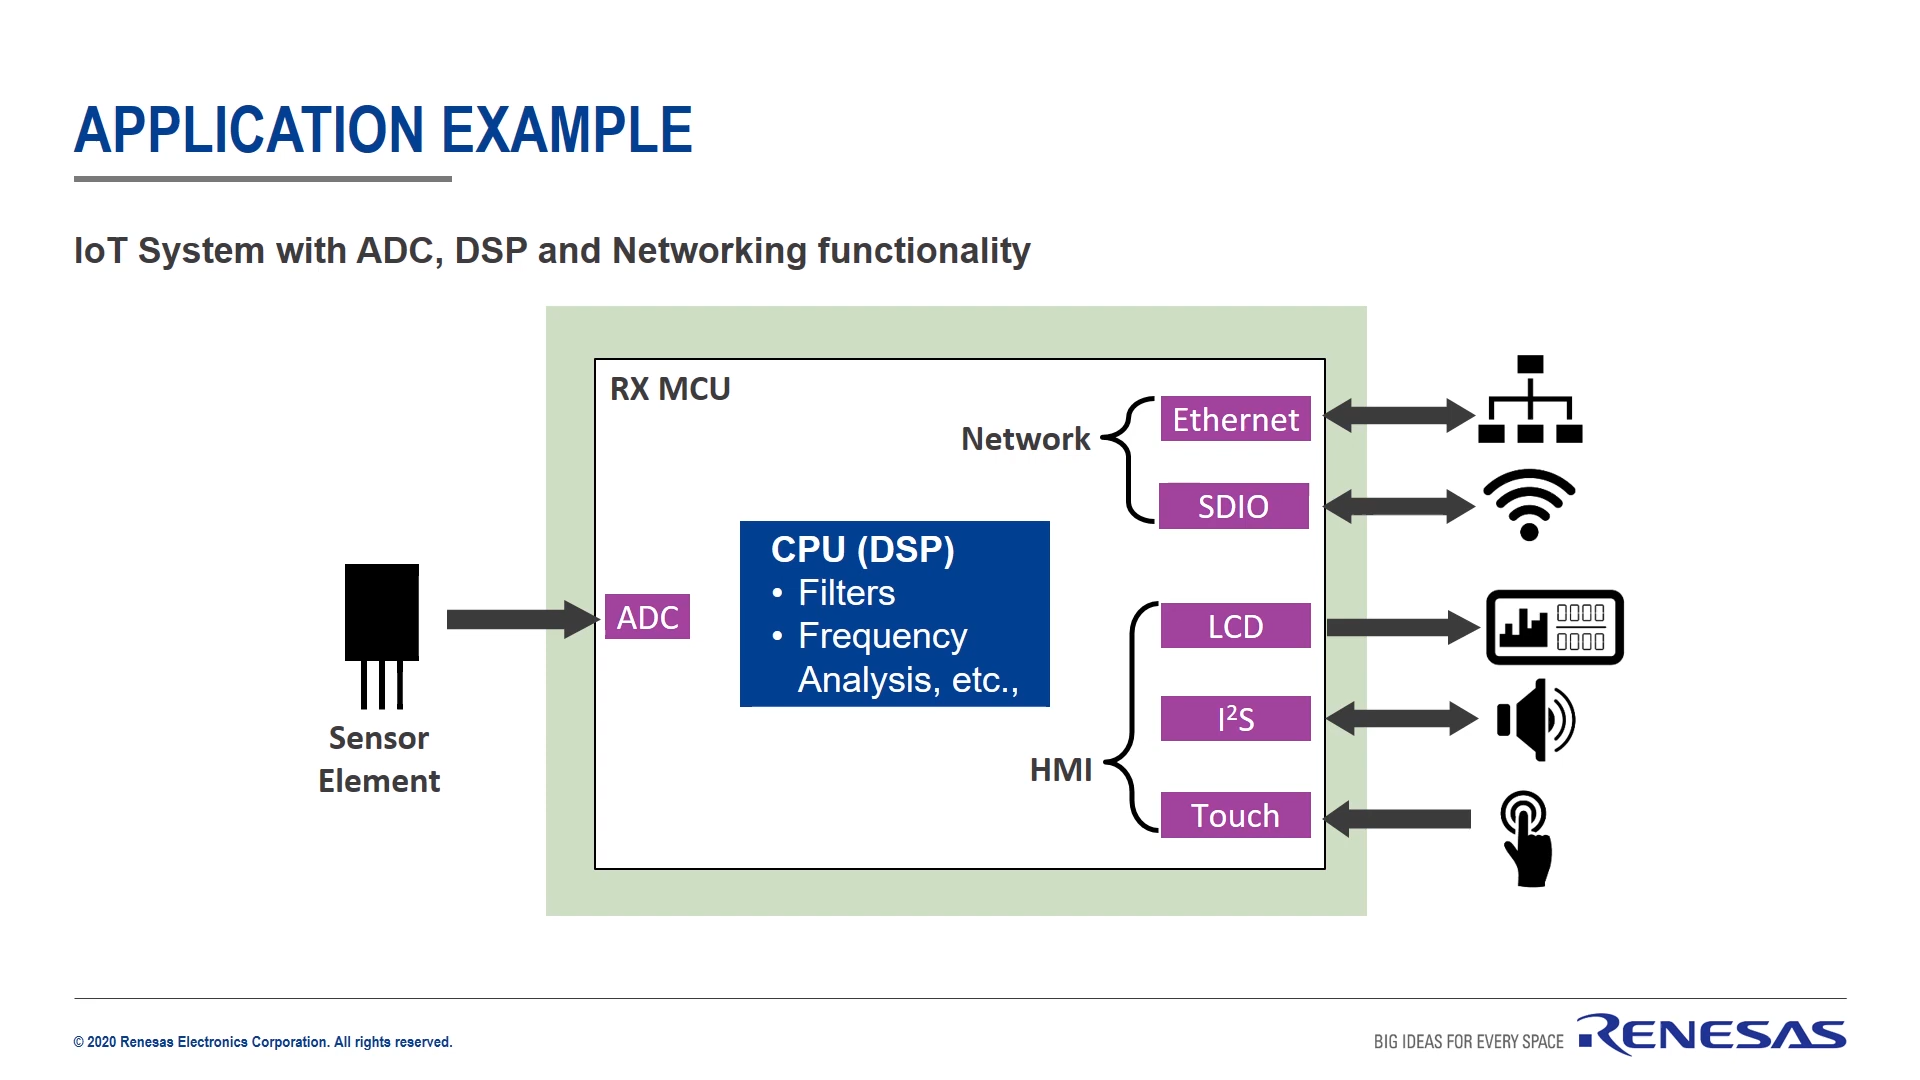 APPLICATION EXAMPLE
IoT System with ADC, DSP and Networking functionality
RX MCU
Network
Ethernet
SDIO
CPU (DSP)
• Filters
• Frequency
Analysis, etc.,
ADC
LCD
0000
0000
I²S
HMI
Touch
Sensor
Element
© 2020 Renesas Electronics Corporation. All rights reserved.
BIG IDEAS FOR EVERY SPACE
RENESAS